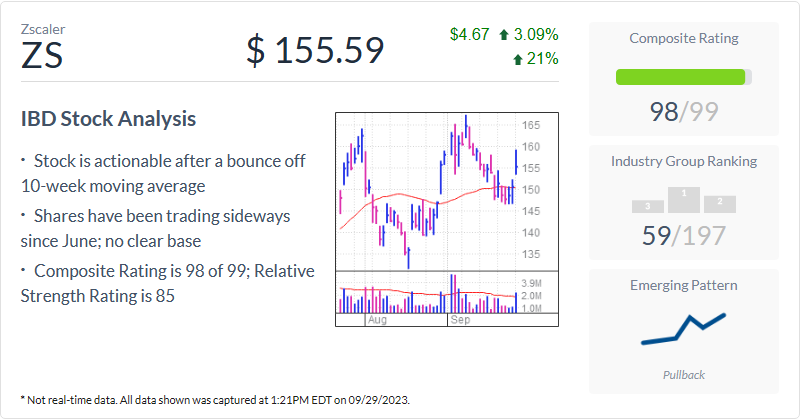 Zscaler
ZS
$ 155.59
$4.67 3.09%
21%
IBD Stock Analysis
· Stock is actionable after a bounce off
10-week moving average
· Shares have been trading sideways
since June; no clear base
· Composite Rating is 98 of 99; Relative
Strength Rating is 85
165
160
155
150
145
140
135
3.9M
2.0M
1.0M
Aug
Sep
Composite Rating
98/99
Industry Group Ranking
3 1 2
59/197
Emerging Pattern
Pullback
* Not real-time data. All data shown was captured at 1:21PM EDT on 09/29/2023.